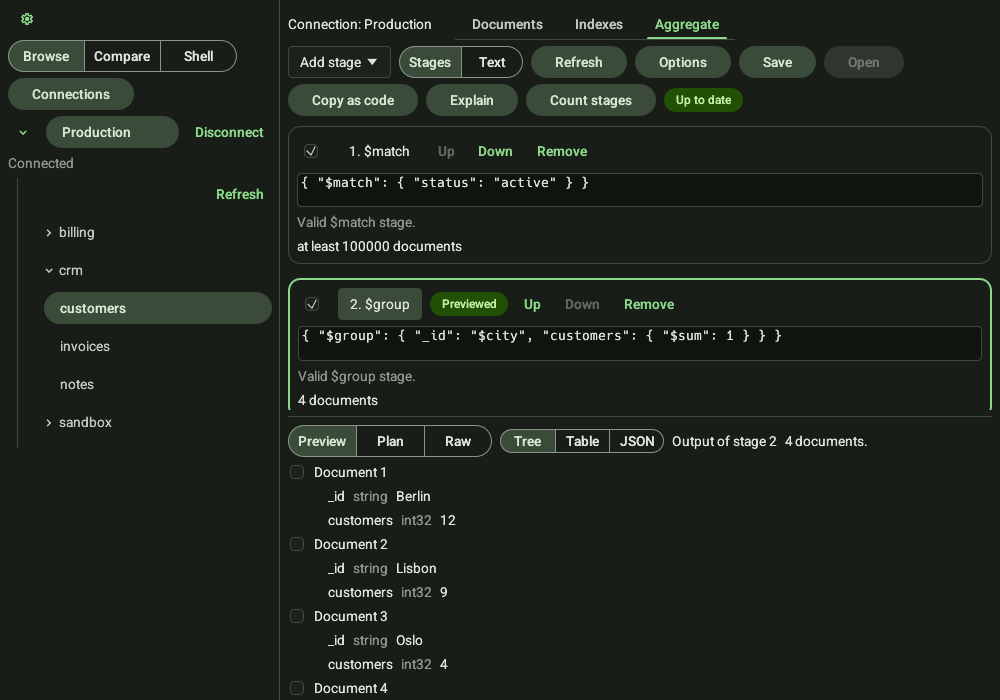 Browse Compare Shell
Connections
Production Disconnect
Connected
Refresh
billing
crm
customers
invoices
notes
sandbox
Connection: Production Documents Indexes Aggregate
Add stage Stages Text Refresh Options Save Open
Copy as code Explain Count stages Up to date
1. $match Up Down Remove
{ "$match": { "status": "active" } }
Valid $match stage.
at least 100000 documents
2. $group Previewed Up Down Remove
{ "$group": { "_id": "$city", "customers": { "$sum": 1 } } }
Valid $group stage.
4 documents
Preview Plan Raw Tree Table JSON Output of stage 2 4 documents.
Document 1
_id string Berlin
customers int32 12
Document 2
_id string Lisbon
customers int32 9
Document 3
_id string Oslo
customers int32 4
Document 4